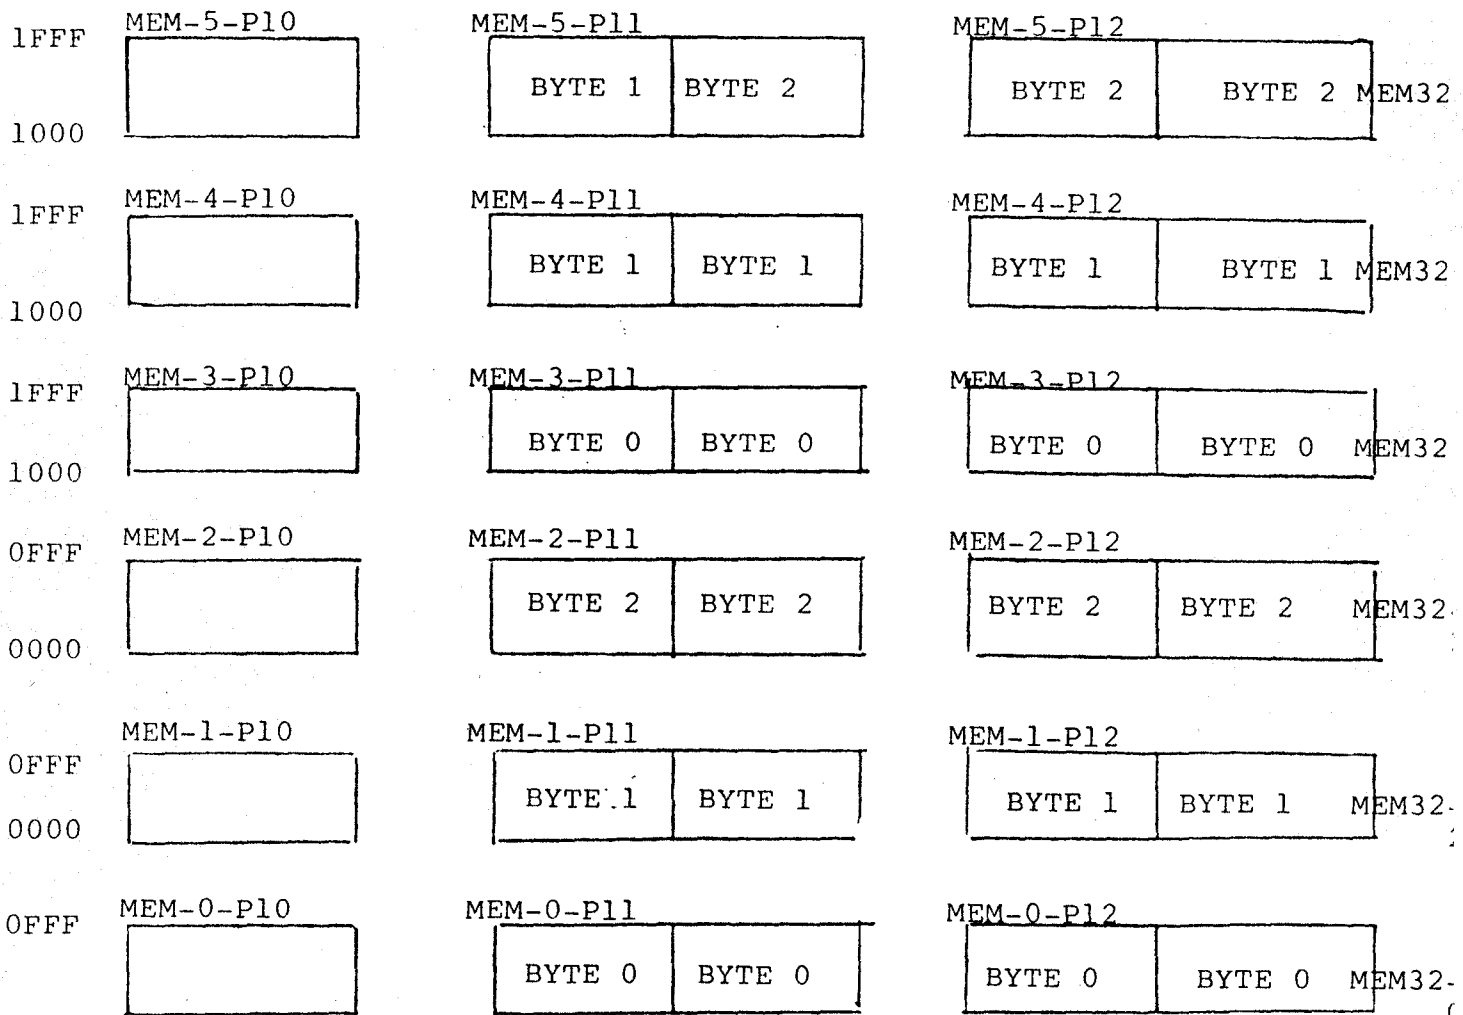 MEM-5-P10 MEM-5-P11 MEM-5-P12
1FFF
BYTE 1 BYTE 2 BYTE 2 BYTE 2 MEM32
1000
MEM-4-P10 MEM-4-P11 MEM-4-P12
1FFF
BYTE 1 BYTE 1 BYTE 1 BYTE 1 MEM32
1000
MEM-3-P10 MEM-3-P11 MEM-3-P12
1FFF
BYTE 0 BYTE 0 BYTE 0 BYTE 0 MEM32
1000
MEM-2-P10 MEM-2-P11 MEM-2-P12
0FFF
BYTE 2 BYTE 2 BYTE 2 BYTE 2 MEM32-
0000
MEM-1-P10 MEM-1-P11 MEM-1-P12
0FFF
BYTE 1 BYTE 1 BYTE 1 BYTE 1 MEM32-
0000
MEM-0-P10 MEM-0-P11 MEM-0-P12
0FFF
BYTE 0 BYTE 0 BYTE 0 BYTE 0 MEM32-